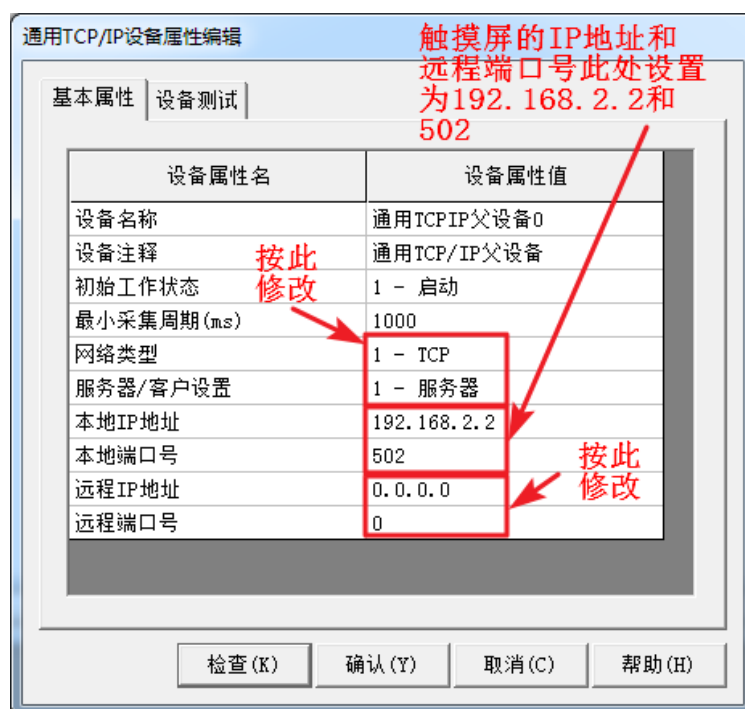 通用TCP/IP设备属性编辑
触摸屏的IP地址和
远程端口号此处设置
为192.168.2.2和
502
基本属性 设备测试
设备属性名 设备属性值
设备名称 通用TCPIP父设备0
设备注释 通用TCP/IP父设备
初始工作状态 1 - 启动
最小采集周期(ms) 1000
按此
修改
网络类型 1 - TCP
服务器/客户设置 1 - 服务器
本地IP地址 192.168.2.2
本地端口号 502
远程IP地址 0.0.0.0
远程端口号 0
按此
修改
检查(K) 确认(Y) 取消(C) 帮助(H)